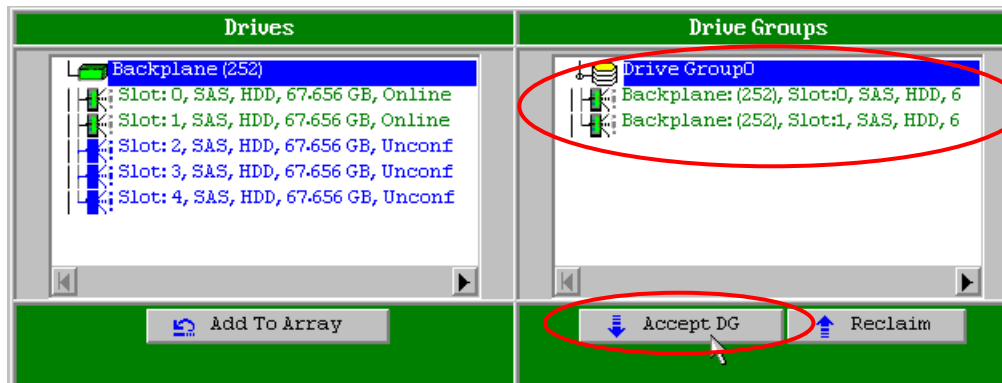 Drives
Backplane (252)
Slot: 0, SAS, HDD, 67.656 GB, Online
Slot: 1, SAS, HDD, 67.656 GB, Online
Slot: 2, SAS, HDD, 67.656 GB, Unconf
Slot: 3, SAS, HDD, 67.656 GB, Unconf
Slot: 4, SAS, HDD, 67.656 GB, Unconf
Add To Array
Drive Groups
Drive Group0
Backplane: (252), Slot:0, SAS, HDD, 6
Backplane: (252), Slot:1, SAS, HDD, 6
Accept DG
Reclaim